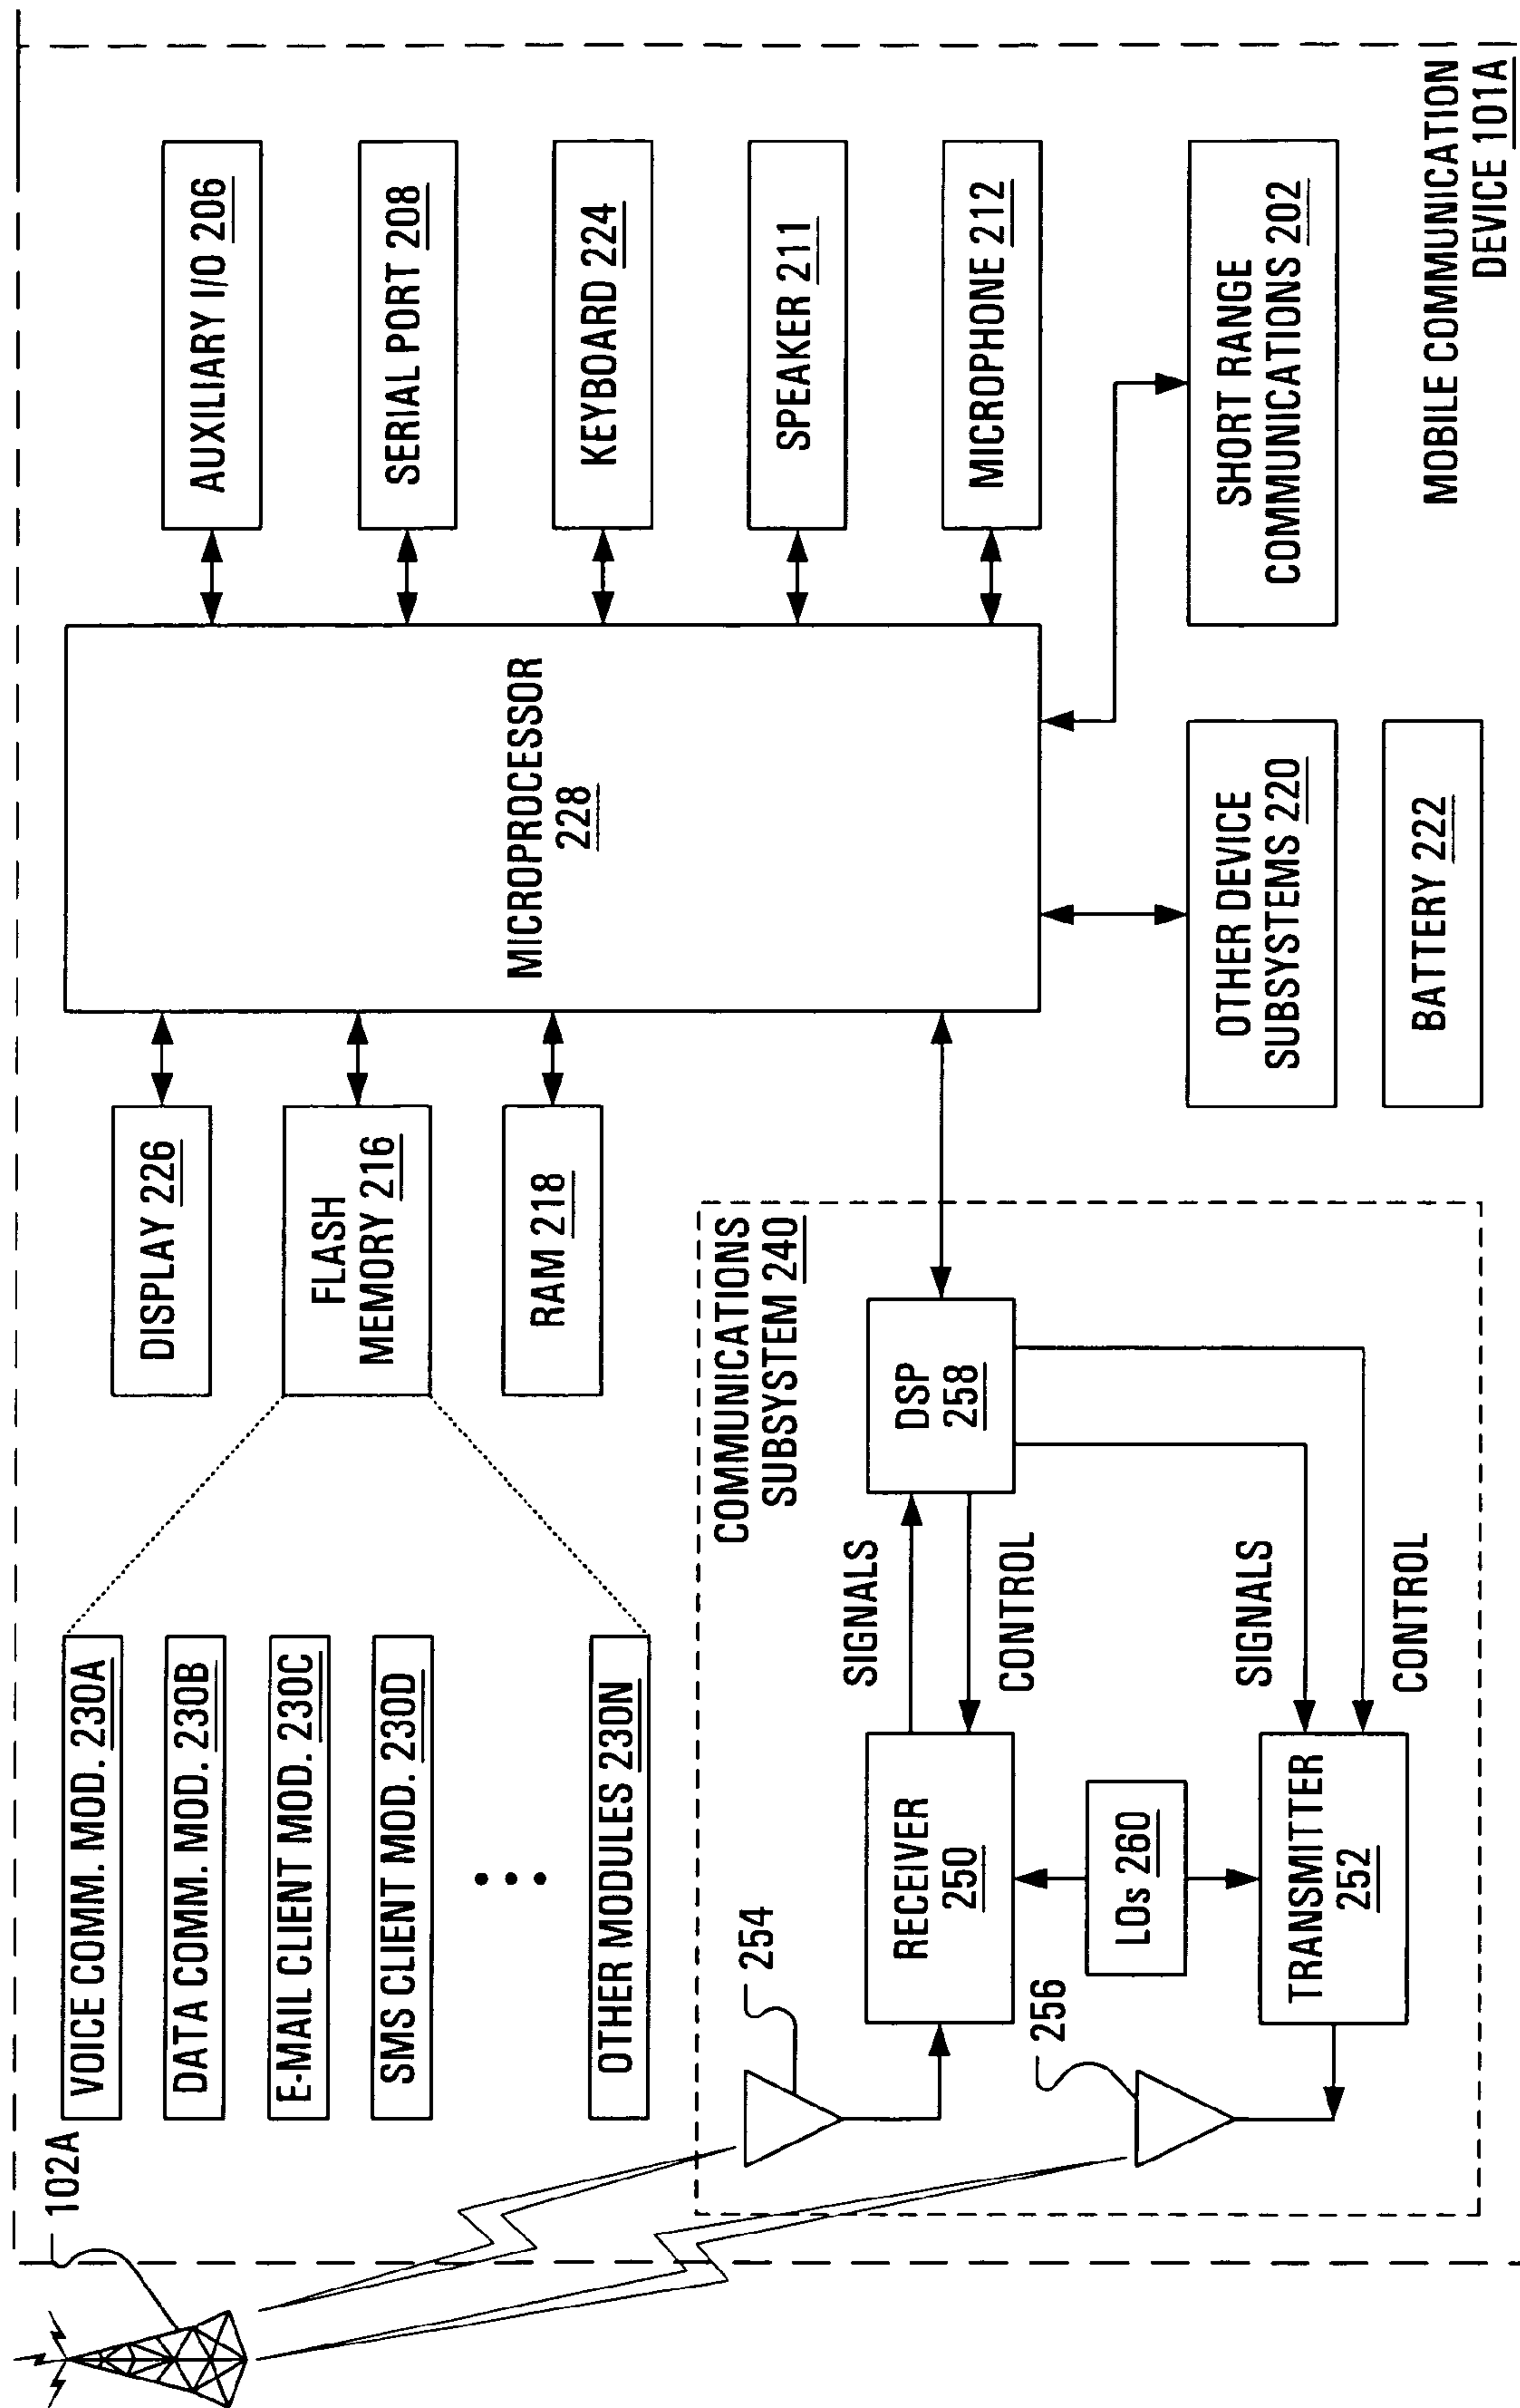 102A
VOICE COMM. MOD. 230A
DATA COMM. MOD. 230B
E-MAIL CLIENT MOD. 230C
SMS CLIENT MOD. 230D
OTHER MODULES 230N
DISPLAY 226
FLASH
MEMORY 216
RAM 218
MICROPROCESSOR
228
AUXILIARY I/O 206
SERIAL PORT 208
KEYBOARD 224
SPEAKER 211
MICROPHONE 212
COMMUNICATIONS
SUBSYSTEM 240
254
RECEIVER
250
SIGNALS
CONTROL
DSP
258
256
LOs 260
TRANSMITTER
252
SIGNALS
CONTROL
OTHER DEVICE
SUBSYSTEMS 220
BATTERY 222
SHORT RANGE
COMMUNICATIONS 202
MOBILE COMMUNICATION
DEVICE 101A